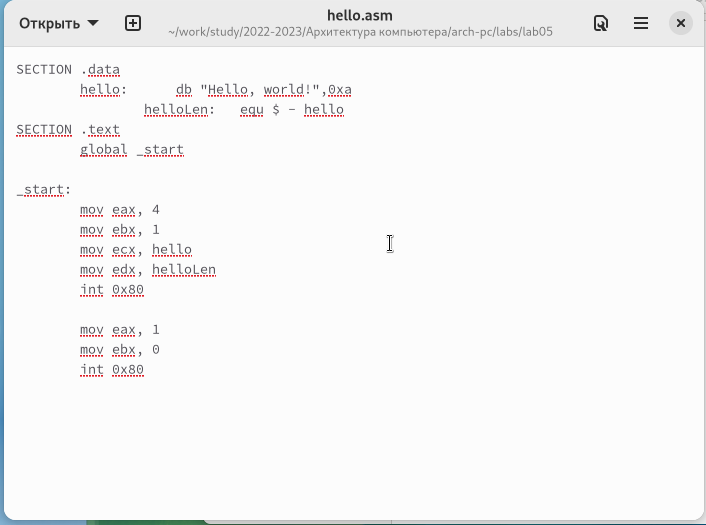 hello.asm
Открыть
~/work/study/2022-2023/Архитектура компьютера/arch-pc/labs/lab05
SECTION .data
hello: db "Hello, world!",0xa
helloLen: equ $ - hello
SECTION .text
global _start
_start:
mov eax, 4
mov ebx, 1
mov ecx, hello
mov edx, helloLen
int 0x80
mov eax, 1
mov ebx, 0
int 0x80